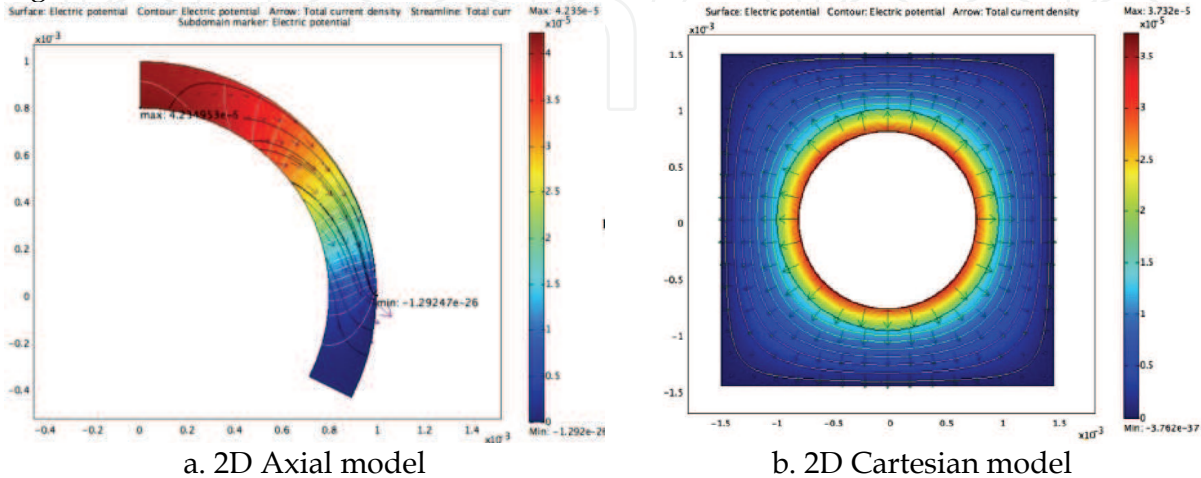 Surface: Electric potential Contour: Electric potential Arrow: Total current density Streamline: Total curr
Subdomain marker: Electric potential
Max: 4.235e-5
x10⁻³
x10⁻⁵
1
0.8
0.6
0.4
0.2
0
-0.2
-0.4
max: 4.234953e-5
min: -1.29247e-26
4
3.5
3
2.5
2
1.5
1
0.5
0
-0.4 -0.2 0 0.2 0.4 0.6 0.8 1 1.2 1.4
x10⁻³
Min: -1.292e-26
a. 2D Axial model
Surface: Electric potential Contour: Electric potential Arrow: Total current density
Max: 3.732e-5
x10⁻³
x10⁻⁵
1.5
1
0.5
0
-0.5
-1
-1.5
3.5
3
2.5
2
1.5
1
0.5
0
-1.5 -1 -0.5 0 0.5 1 1.5
x10⁻³
Min: -3.762e-37
b. 2D Cartesian model